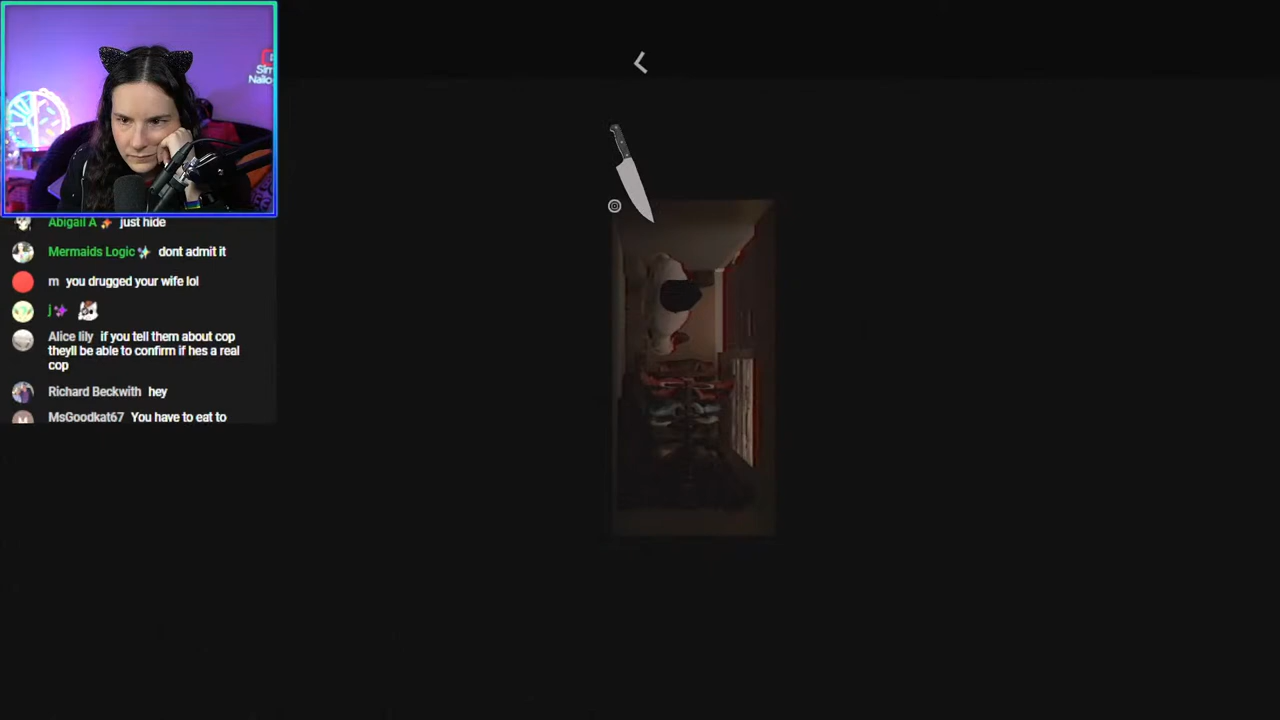 Abigail A just hide
Mermaids Logic dont admit it
m you drugged your wife lol
j
Alice lily if you tell them about cop
theyll be able to confirm if hes a real
cop
Richard Beckwith hey
MsGoodkat67 You have to eat to